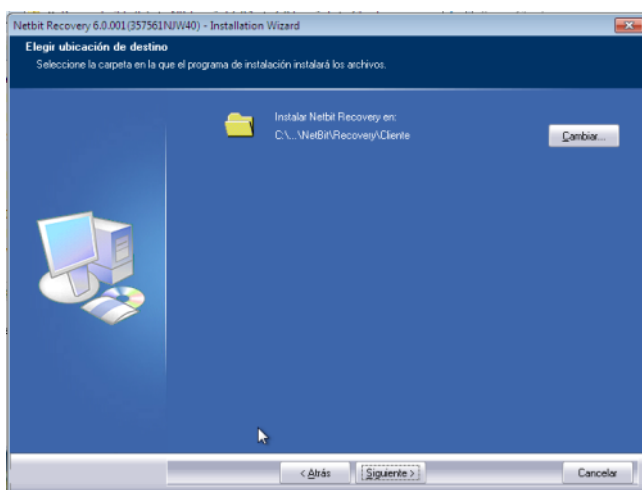 Netbit Recovery 6.0.001(357561NJW40) - Installation Wizard
Elegir ubicación de destino
Seleccione la carpeta en la que el programa de instalación instalará los archivos.
Instalar Netbit Recovery en:
C:\...\NetBit\Recovery\Cliente
Cambiar...
< Atrás
Siguiente >
Cancelar